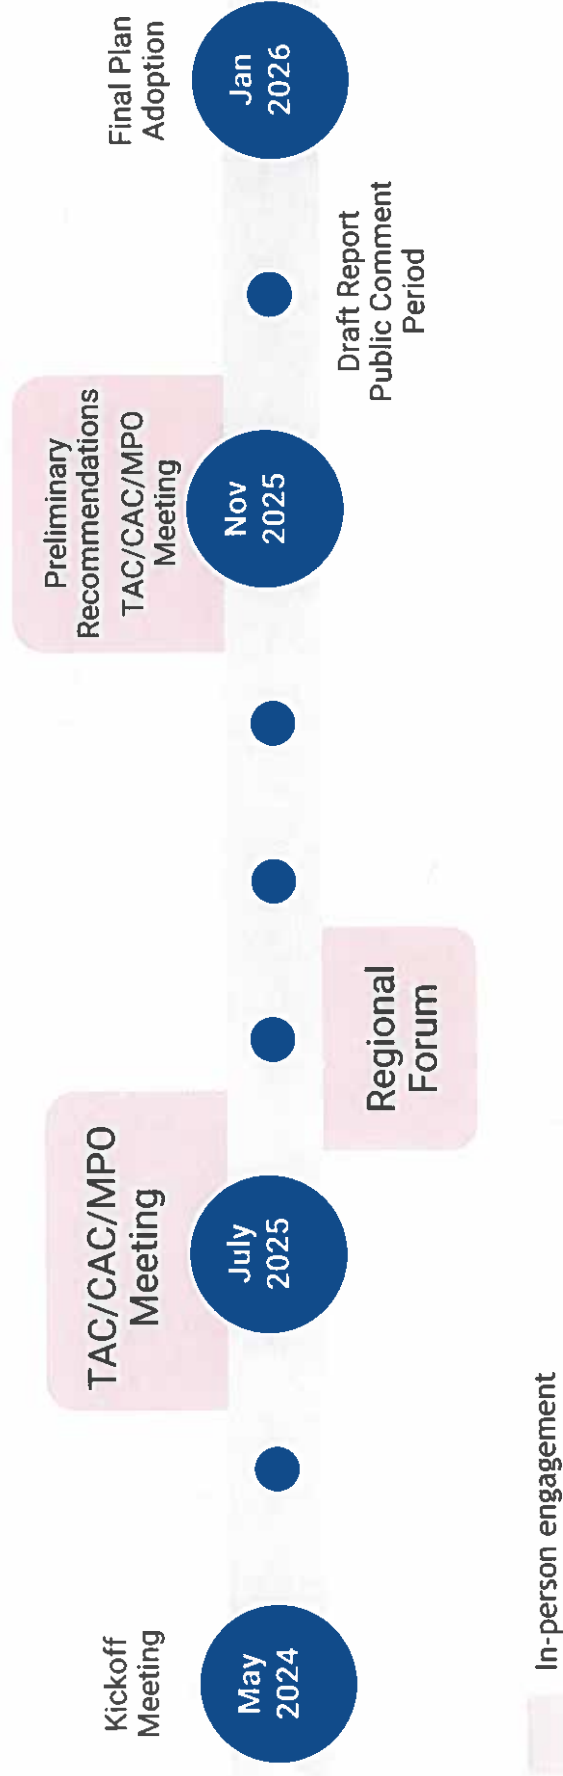 Kickoff
Meeting
May
2024
TAC/CAC/MPO
Meeting
July
2025
Regional
Forum
Preliminary
Recommendations
TAC/CAC/MPO
Meeting
Nov
2025
Draft Report
Public Comment
Period
Final Plan
Adoption
Jan
2026
In-person engagement